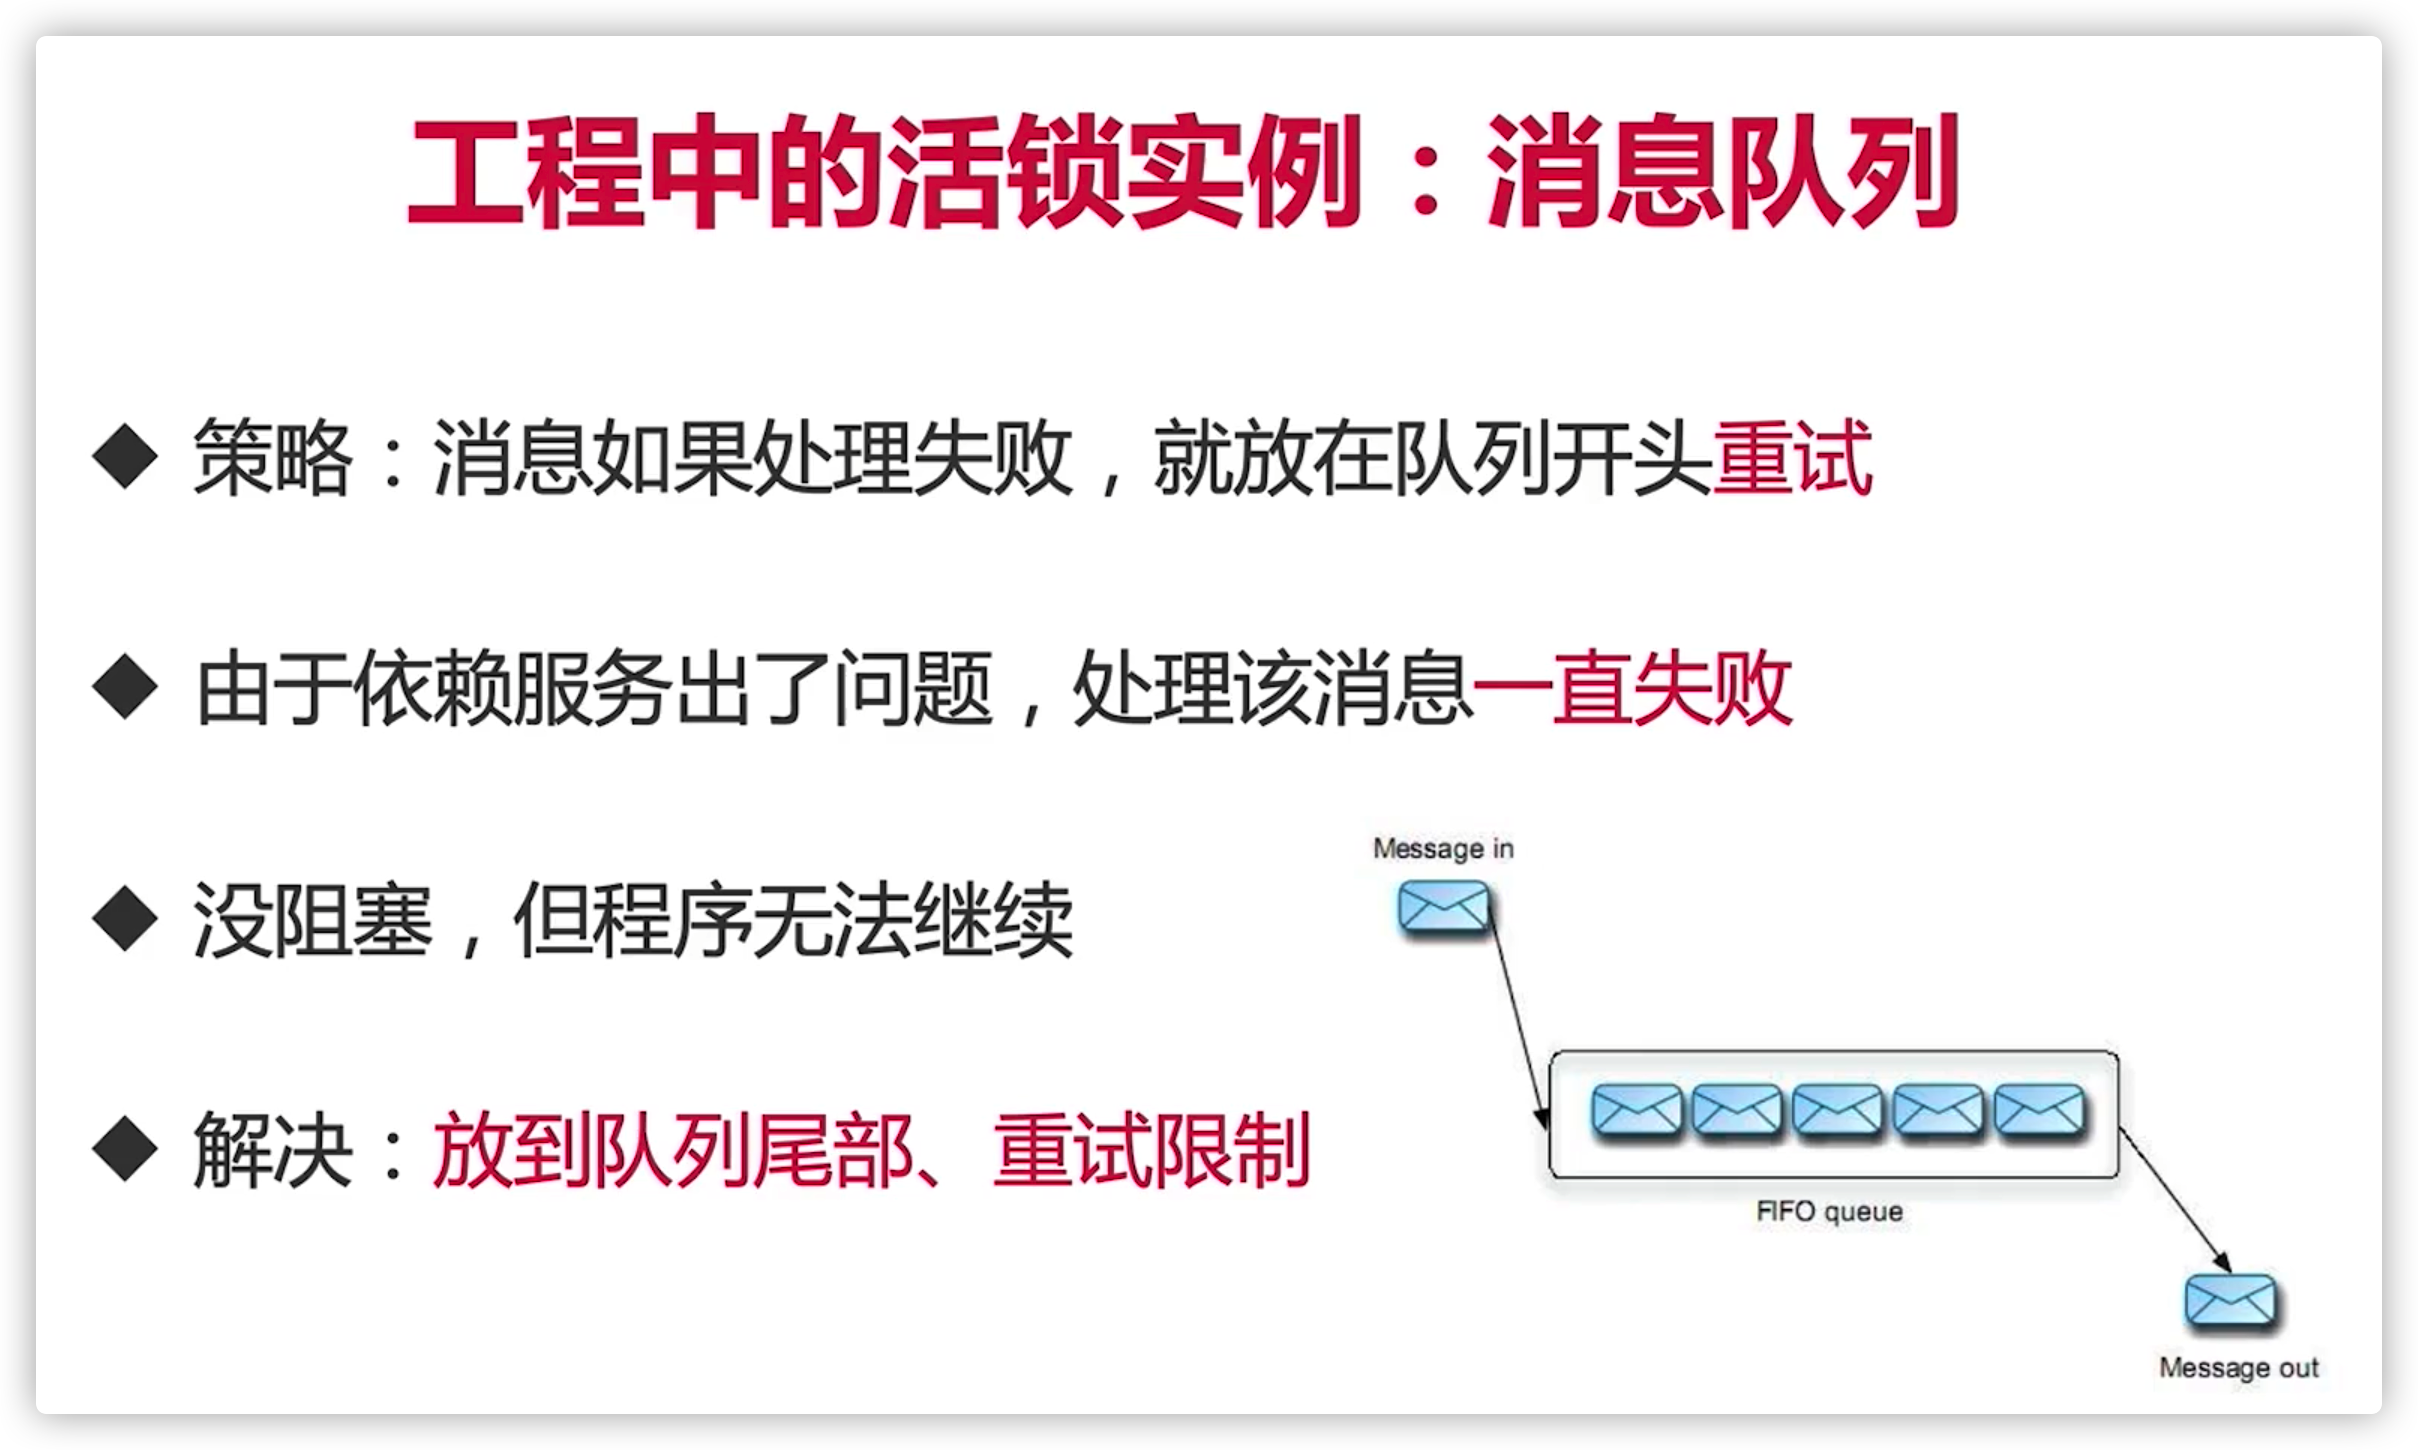 工程中的活锁实例：消息队列
策略：消息如果处理失败，就放在队列开头重试
由于依赖服务出了问题，处理该消息一直失败
没阻塞，但程序无法继续
解决：放到队列尾部、重试限制
Message in
FIFO queue
Message out